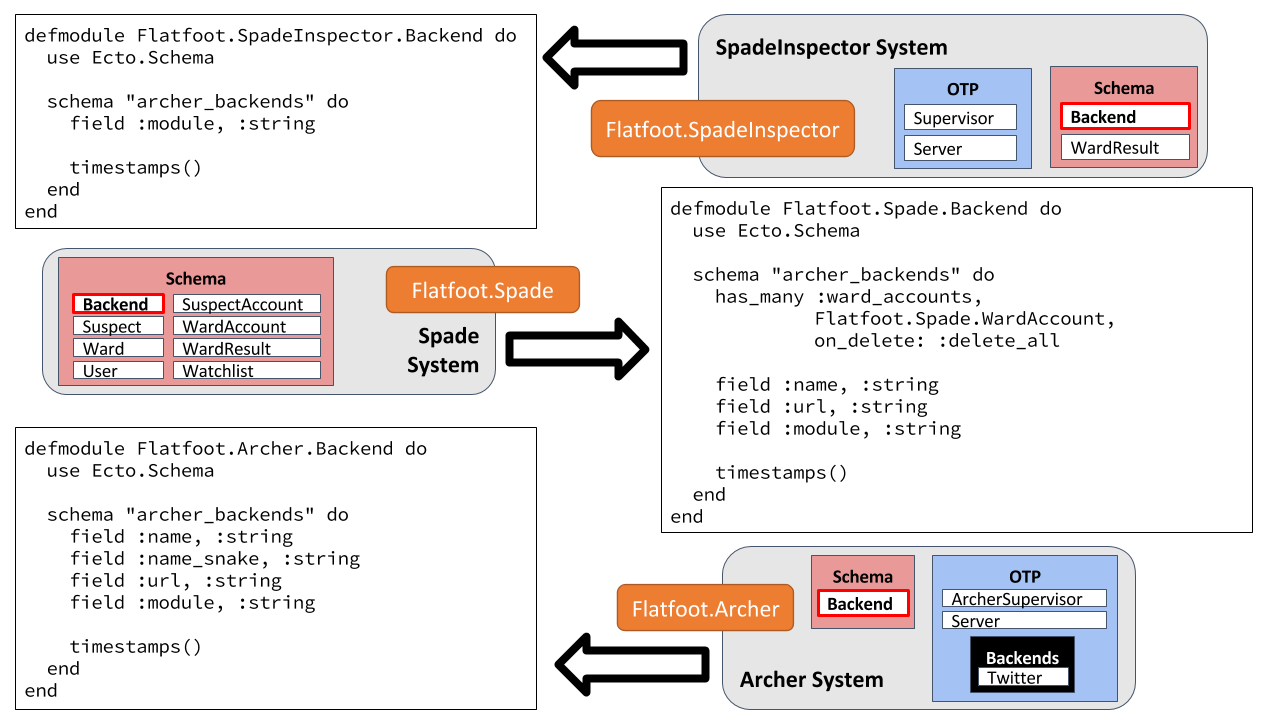 defmodule Flatfoot.SpadeInspector.Backend do
  use Ecto.Schema

  schema "archer_backends" do
    field :module, :string

    timestamps()
  end
end
SpadeInspector System
Flatfoot.SpadeInspector
OTP
Supervisor
Server
Schema
Backend
WardResult
Schema
Backend
Suspect
Ward
User
SuspectAccount
WardAccount
WardResult
Watchlist
Flatfoot.Spade
Spade
System
defmodule Flatfoot.Spade.Backend do
  use Ecto.Schema

  schema "archer_backends" do
    has_many :ward_accounts,
             Flatfoot.Spade.WardAccount,
             on_delete: :delete_all

    field :name, :string
    field :url, :string
    field :module, :string

    timestamps()
  end
end
defmodule Flatfoot.Archer.Backend do
  use Ecto.Schema

  schema "archer_backends" do
    field :name, :string
    field :name_snake, :string
    field :url, :string
    field :module, :string

    timestamps()
  end
end
Flatfoot.Archer
Schema
Backend
Archer System
OTP
ArcherSupervisor
Server
Backends
Twitter